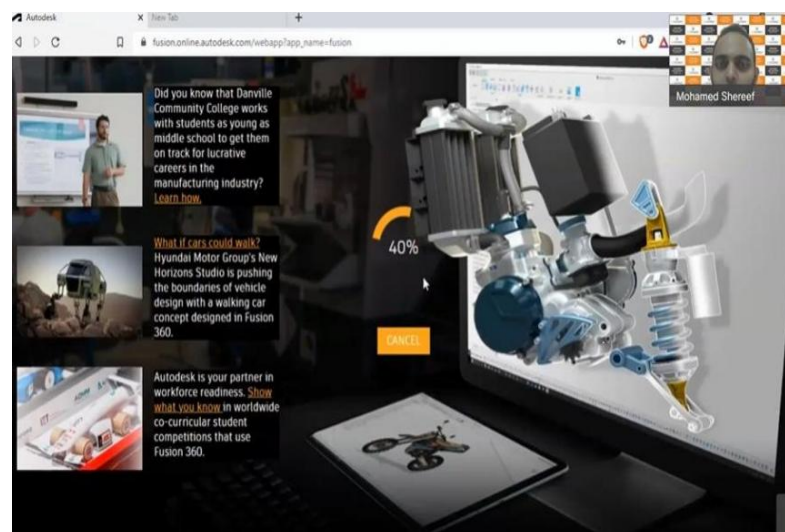 Autodesk
New Tab
fusion.online.autodesk.com/webapp?app_name=fusion
Mohamed Shereef
Did you know that Danville
Community College works
with students as young as
middle school to get them
on track for lucrative
careers in the
manufacturing industry?
Learn how.
What if cars could walk?
Hyundai Motor Group's New
Horizons Studio is pushing
the boundaries of vehicle
design with a walking car
concept designed in Fusion
360.
Autodesk is your partner in
workforce readiness. Show
what you know in worldwide
co-curricular student
competitions that use
Fusion 360.
40%
CANCEL